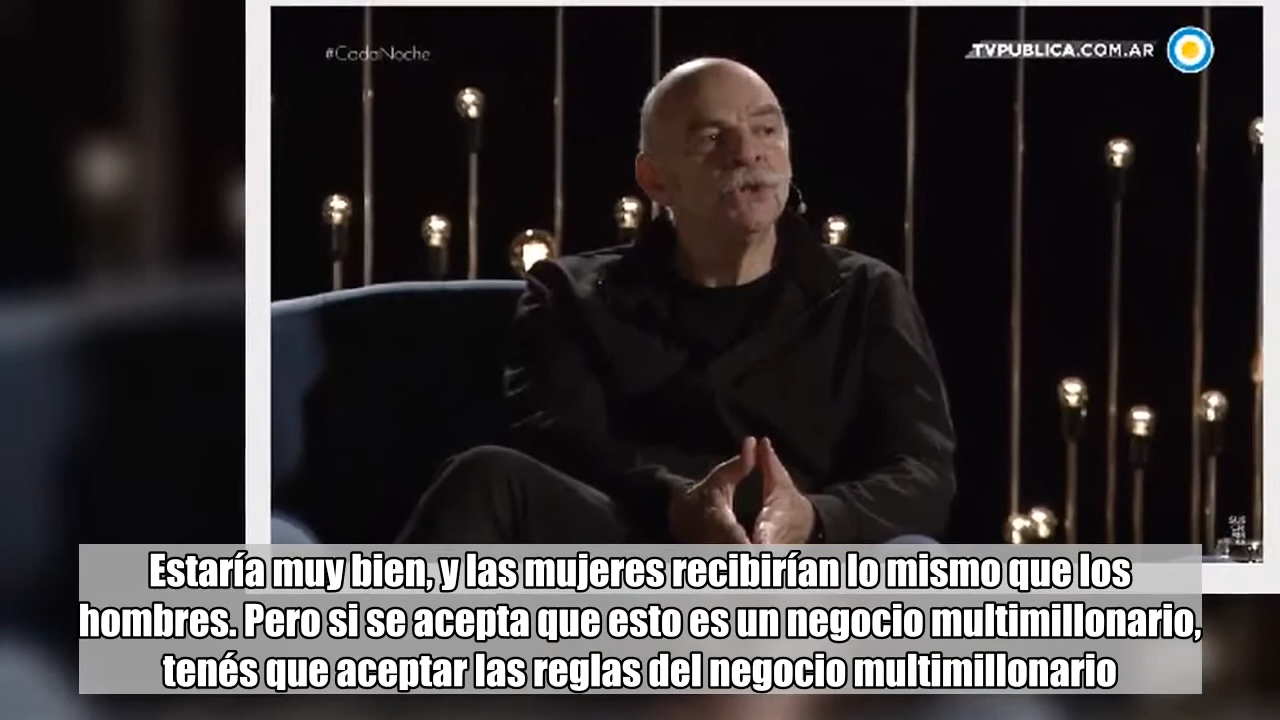 #CadaNoche
TVPUBLICA.COM.AR
Estaría muy bien, y las mujeres recibirían lo mismo que los
hombres. Pero si se acepta que esto es un negocio multimillonario,
tenés que aceptar las reglas del negocio multimillonario